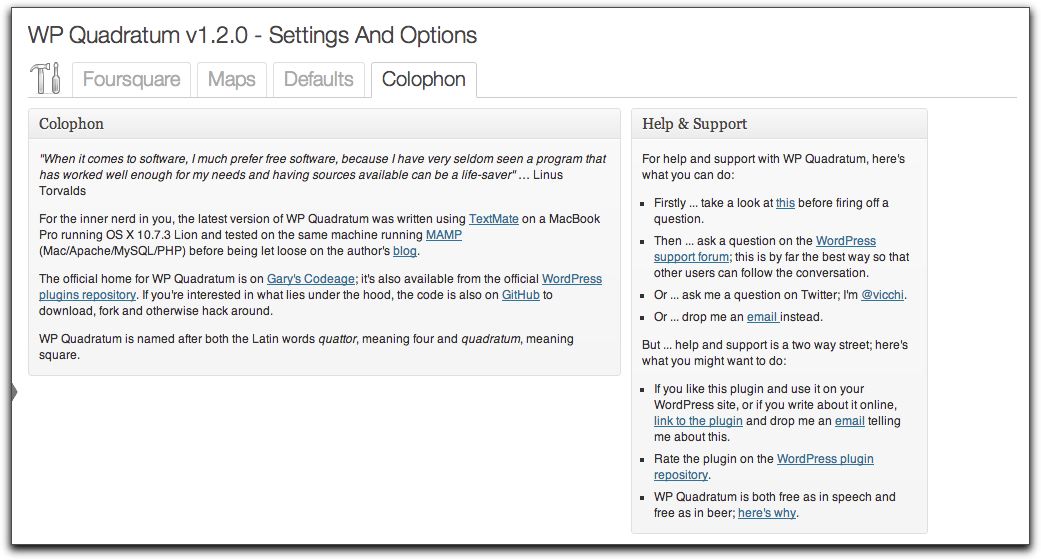 WP Quadratum v1.2.0 - Settings And Options
Foursquare
Maps
Defaults
Colophon
Colophon
"When it comes to software, I much prefer free software, because I have very seldom seen a program that
has worked well enough for my needs and having sources available can be a life-saver" … Linus
Torvalds
For the inner nerd in you, the latest version of WP Quadratum was written using TextMate on a MacBook
Pro running OS X 10.7.3 Lion and tested on the same machine running MAMP
(Mac/Apache/MySQL/PHP) before being let loose on the author's blog.
The official home for WP Quadratum is on Gary's Codeage; it's also available from the official WordPress
plugins repository. If you're interested in what lies under the hood, the code is also on GitHub to
download, fork and otherwise hack around.
WP Quadratum is named after both the Latin words quattor, meaning four and quadratum, meaning
square.
Help & Support
For help and support with WP Quadratum, here's
what you can do:
Firstly ... take a look at this before firing off a
question.
Then ... ask a question on the WordPress
support forum; this is by far the best way so that
other users can follow the conversation.
Or ... ask me a question on Twitter; I'm @vicchi.
Or ... drop me an email instead.
But ... help and support is a two way street; here's
what you might want to do:
If you like this plugin and use it on your
WordPress site, or if you write about it online,
link to the plugin and drop me an email telling
me about this.
Rate the plugin on the WordPress plugin
repository.
WP Quadratum is both free as in speech and
free as in beer; here's why.